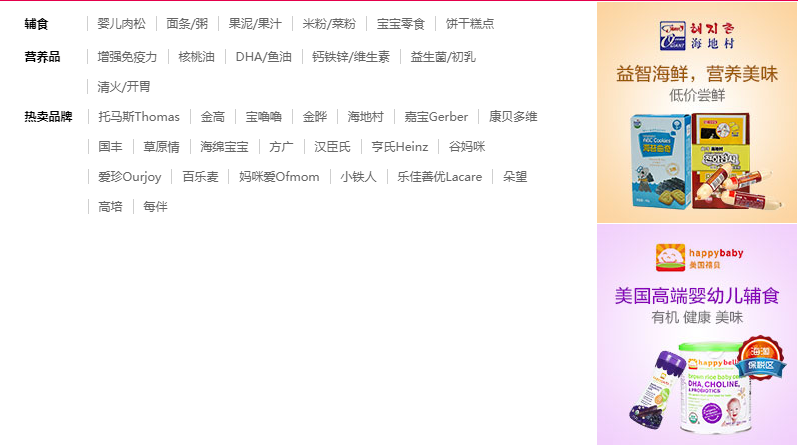 辅食 婴儿肉松 面条/粥 果泥/果汁 米粉/菜粉 宝宝零食 饼干糕点
营养品 增强免疫力 核桃油 DHA/鱼油 钙铁锌/维生素 益生菌/初乳
清火/开胃
热卖品牌 托马斯Thomas 金高 宝噜噜 金晔 海地村 嘉宝Gerber 康贝多维
国丰 草原情 海绵宝宝 方广 汉臣氏 亨氏Heinz 谷妈咪
爱珍Ourjoy 百乐麦 妈咪爱Ofmom 小铁人 乐佳善优Lacare 朵望
高培 每伴
해지촌
海地村
益智海鲜，营养美味
低价尝鲜
happybaby
美国禧贝
美国高端婴幼儿辅食
有机 健康 美味
海淘
保税区
happybell
brown rice baby ce
DHA, CHOLINE,
& PROBIOTICS